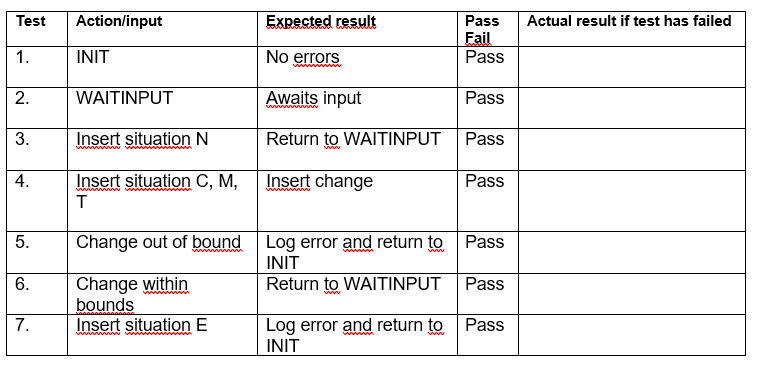 Test Action/input Expected result Pass Actual result if test has failed
Fail
1. INIT No errors Pass
2. WAITINPUT Awaits input Pass
3. Insert situation N Return to WAITINPUT Pass
4. Insert situation C, M, Insert change Pass
T
5. Change out of bound Log error and return to Pass
INIT
6. Change within Return to WAITINPUT Pass
bounds
7. Insert situation E Log error and return to Pass
INIT